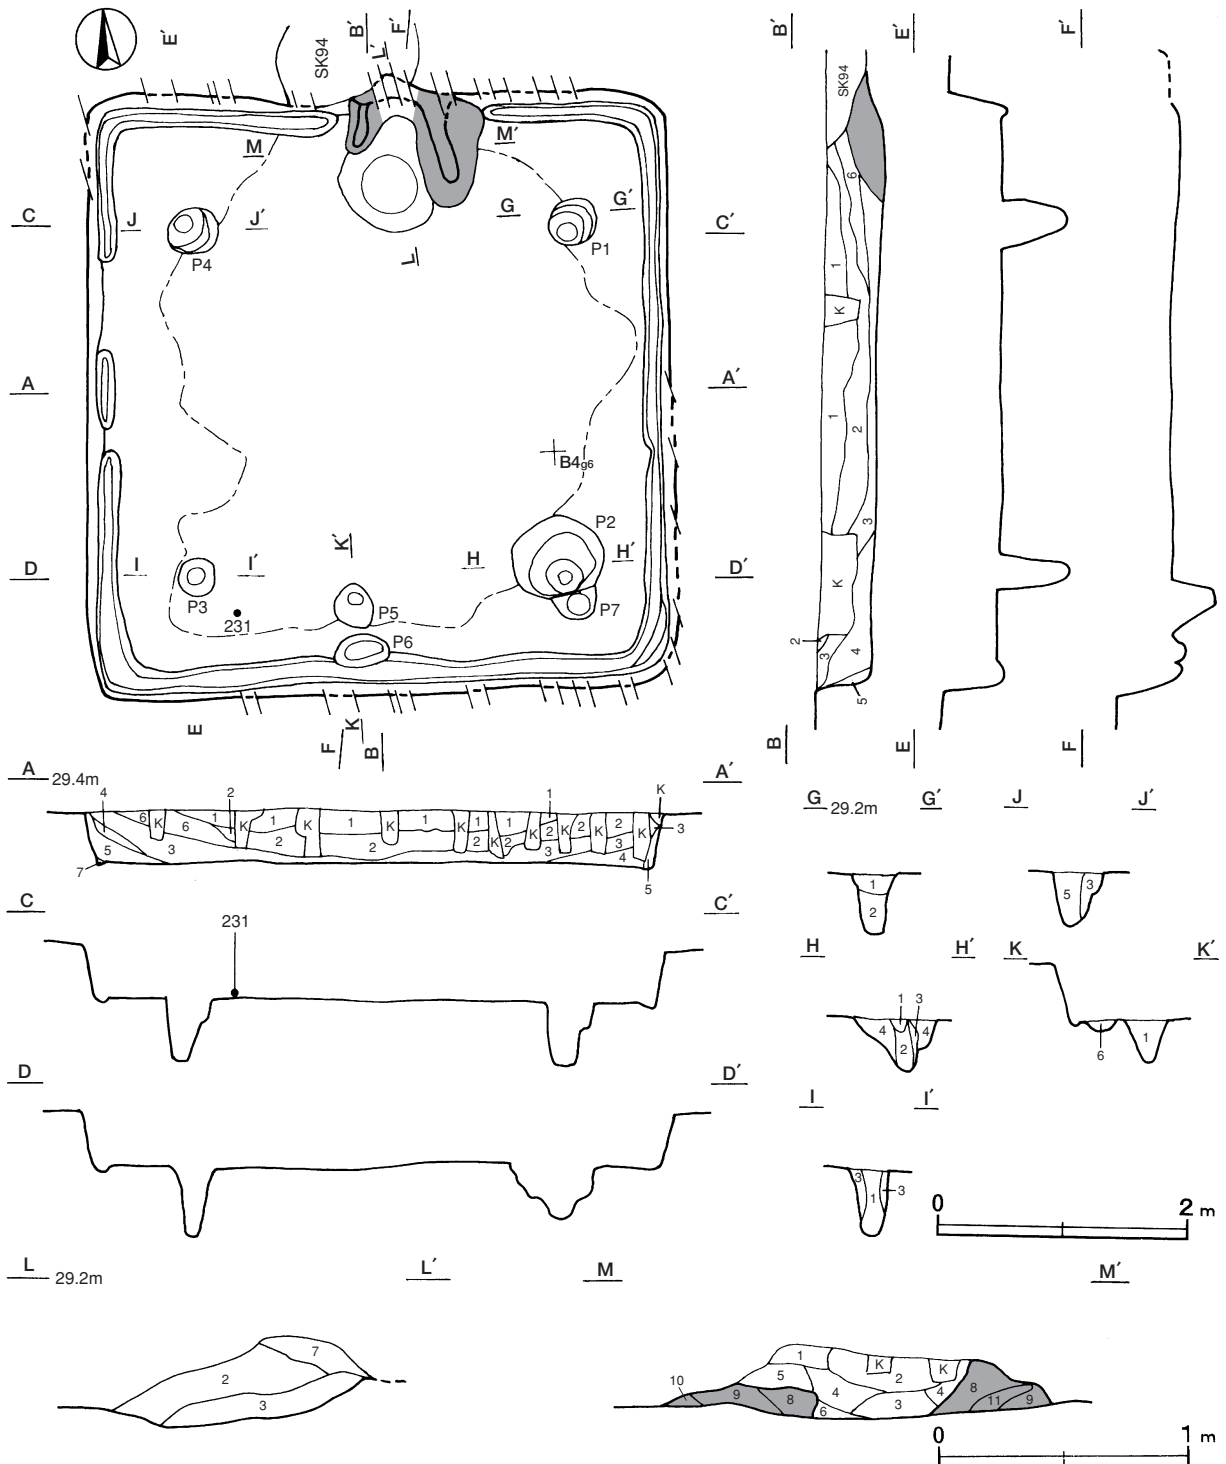 E´
SK94
B´
L´
F´
M
M´
C
J
J´
G
G´
C´
P4
P1
L
A
A´
B4g6
P2
D
I
I´
K´
H
H´
D´
P3
231
P5
P7
P6
E
F
K
B
B´
E´
F´
SK94
6
1
K
1
2
3
K
2
3
4
5
B
E
F
A 29.4m
A´
4 2 1 K
6 K 6 1 K 1 K 1 K 1 K 1 K 1 K 2 K 2 K 2 K 3
5 3 2 2 2 2 3 3 4
7 5
C
C´
231
D
D´
G 29.2m
G´
J
J´
1
2
5 3
H
H´
K
K´
1 3
4 2 4
6 1
I
I´
3 1 3
0 2 m
L 29.2m
L´
M
M´
7
2
3
1 K K
5 2
10 9 8 4 4 8
6 3 11 9
0 1 m